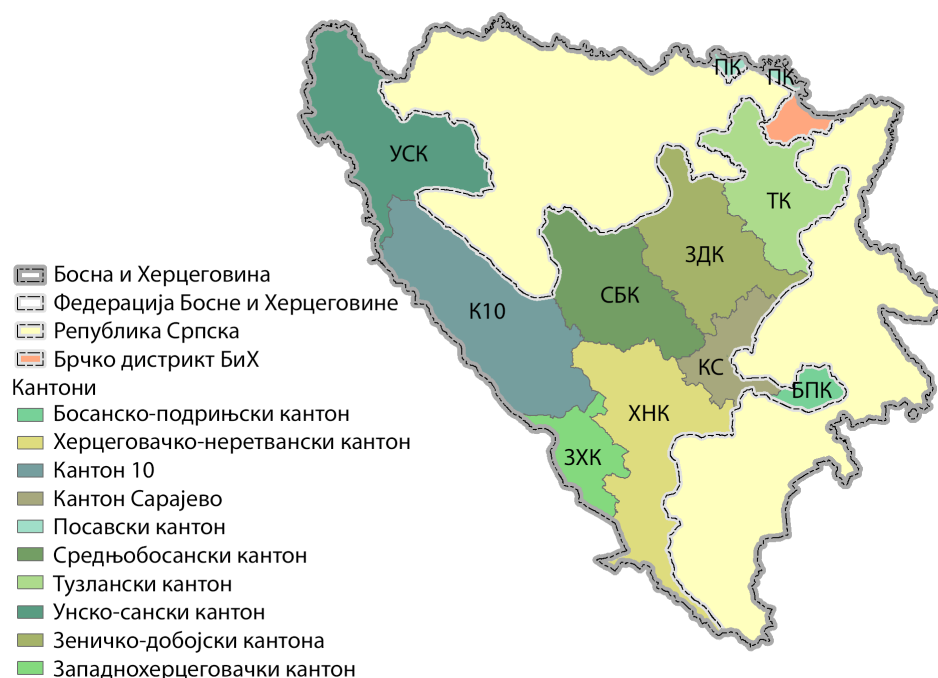 ПК
ПК
УСК
ТК
ЗДК
СБК
К10
КС
БПК
ХНК
ЗХК
Босна и Херцеговина
Федерација Босне и Херцеговине
Република Српска
Брчко дистрикт БиХ
Кантони
Босанско-подрињски кантон
Херцеговачко-неретвански кантон
Кантон 10
Кантон Сарајево
Посавски кантон
Средњобосански кантон
Тузлански кантон
Унско-сански кантон
Зеничко-добојски кантона
Западнохерцеговачки кантон